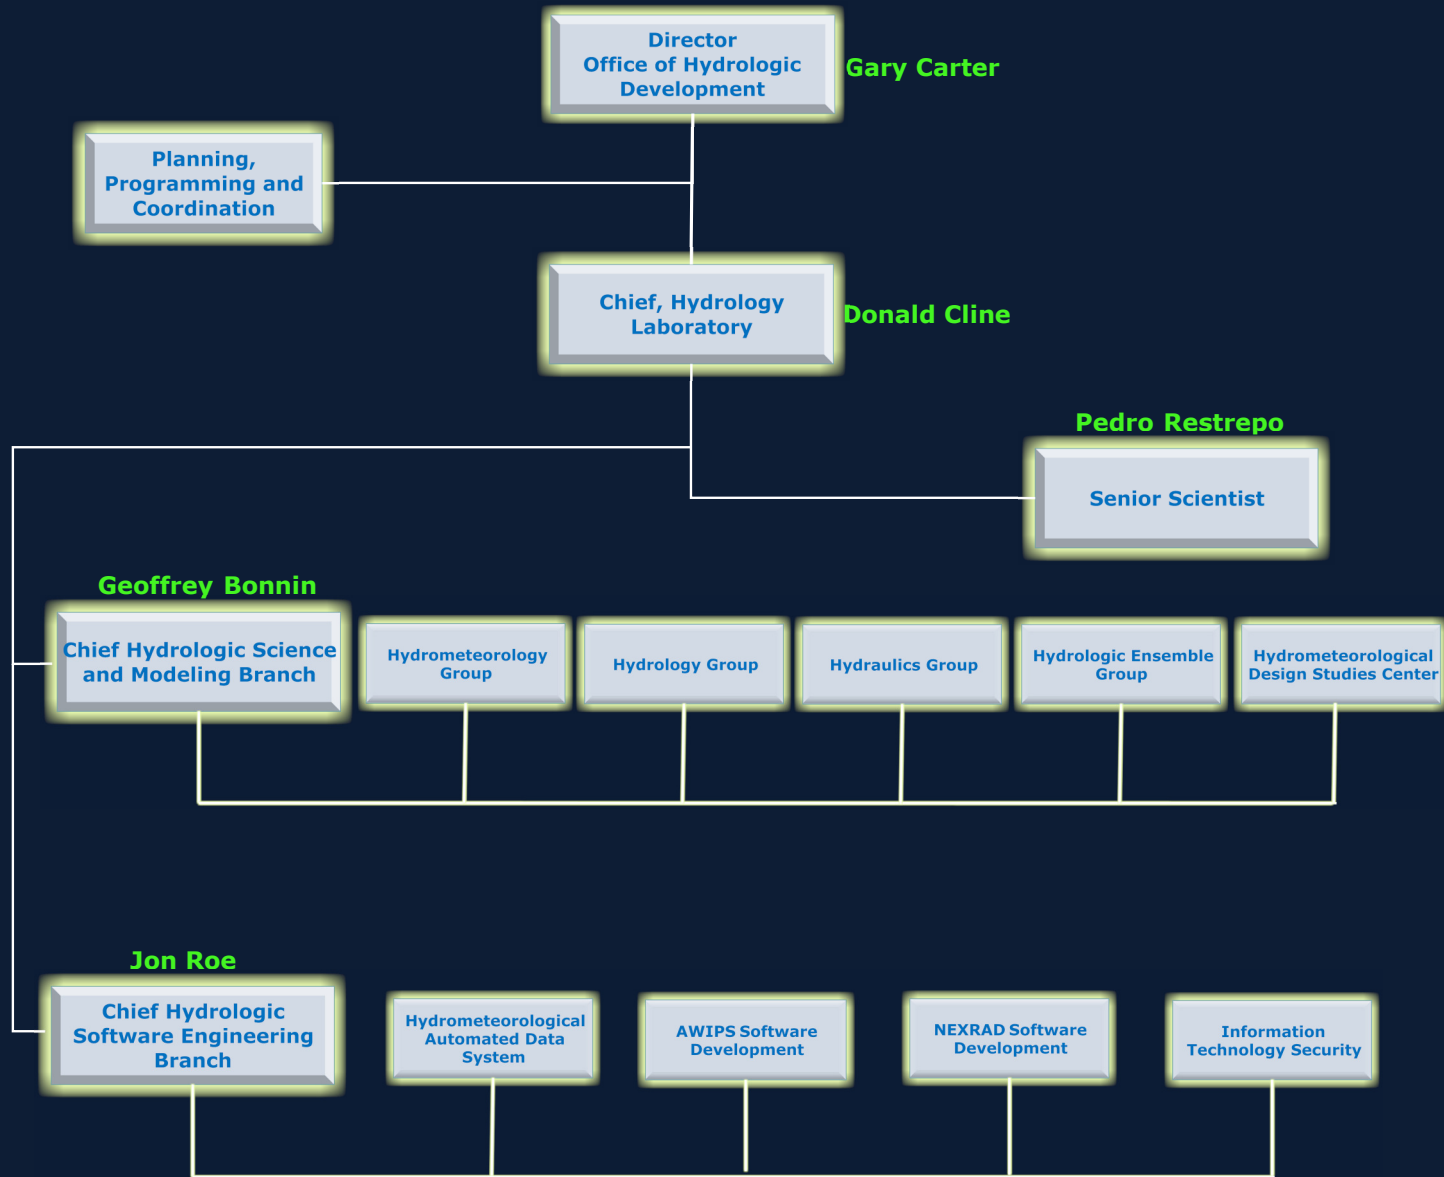 Director
Office of Hydrologic
Development
Gary Carter
Planning,
Programming and
Coordination
Chief, Hydrology
Laboratory
Donald Cline
Pedro Restrepo
Senior Scientist
Geoffrey Bonnin
Chief Hydrologic Science
and Modeling Branch
Hydrometeorology
Group
Hydrology Group
Hydraulics Group
Hydrologic Ensemble
Group
Hydrometeorological
Design Studies Center
Jon Roe
Chief Hydrologic
Software Engineering
Branch
Hydrometeorological
Automated Data
System
AWIPS Software
Development
NEXRAD Software
Development
Information
Technology Security